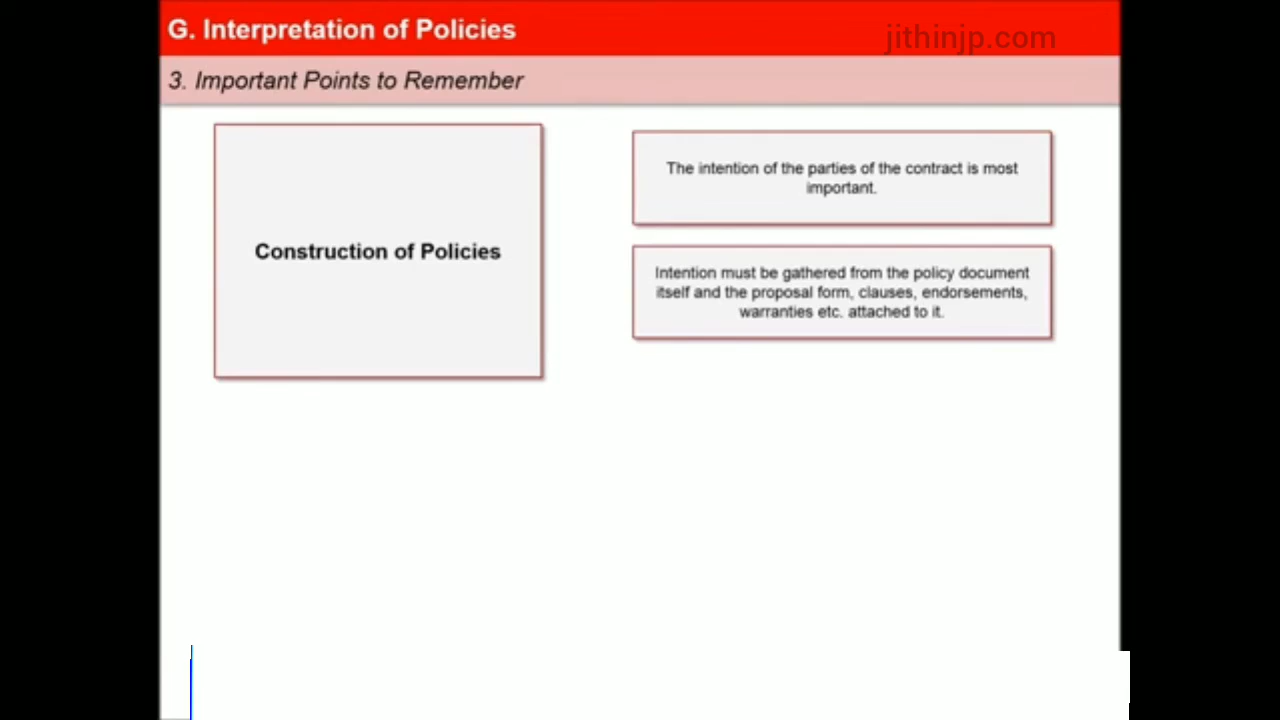 G. Interpretation of Policies
jithinjp.com
3. Important Points to Remember
Construction of Policies
The intention of the parties of the contract is most
important.
Intention must be gathered from the policy document
itself and the proposal form, clauses, endorsements,
warranties etc. attached to it.